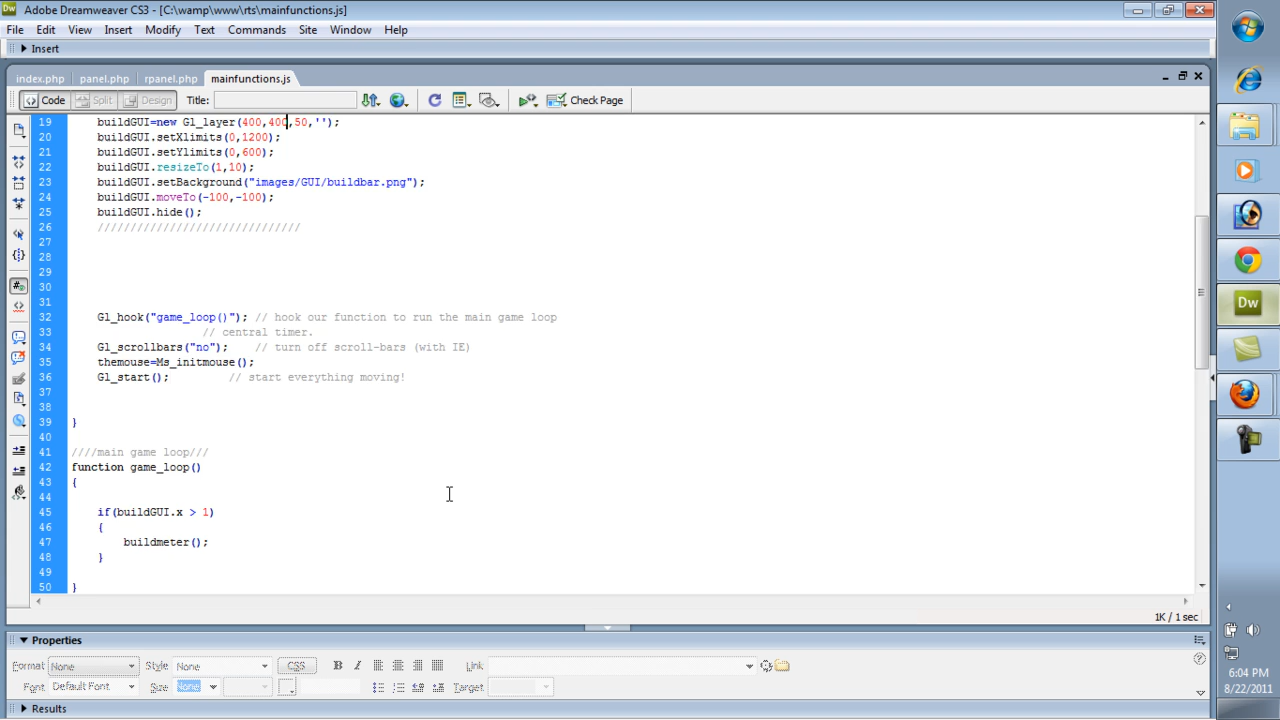 Adobe Dreamweaver CS3 - [C:\wamp\www\rts\mainfunctions.js]
File Edit View Insert Modify Text Commands Site Window Help
Insert
index.php panel.php rpanel.php mainfunctions.js
Code Split Design Title: Check Page
19 buildGUI=new Gl_layer(400,400,50,'');
20 buildGUI.setXlimits(0,1200);
21 buildGUI.setYlimits(0,600);
22 buildGUI.resizeTo(1,10);
23 buildGUI.setBackground("images/GUI/buildbar.png");
24 buildGUI.moveTo(-100,-100);
25 buildGUI.hide();
26 ///////////////////////////////
27
28
29
30
31
32 Gl_hook("game_loop()"); // hook our function to run the main game loop
33 // central timer.
34 Gl_scrollbars("no"); // turn off scroll-bars (with IE)
35 themouse=Ms_initmouse();
36 Gl_start(); // start everything moving!
37
38
39 }
40
41 ////main game loop///
42 function game_loop()
43 {
44
45 if(buildGUI.x > 1)
46 {
47 buildmeter();
48 }
49
50 }
1K / 1 sec
Properties
Format None Style None CSS B I Link
Font Default Font Size None Target
Results
Dw
6:04 PM
8/22/2011